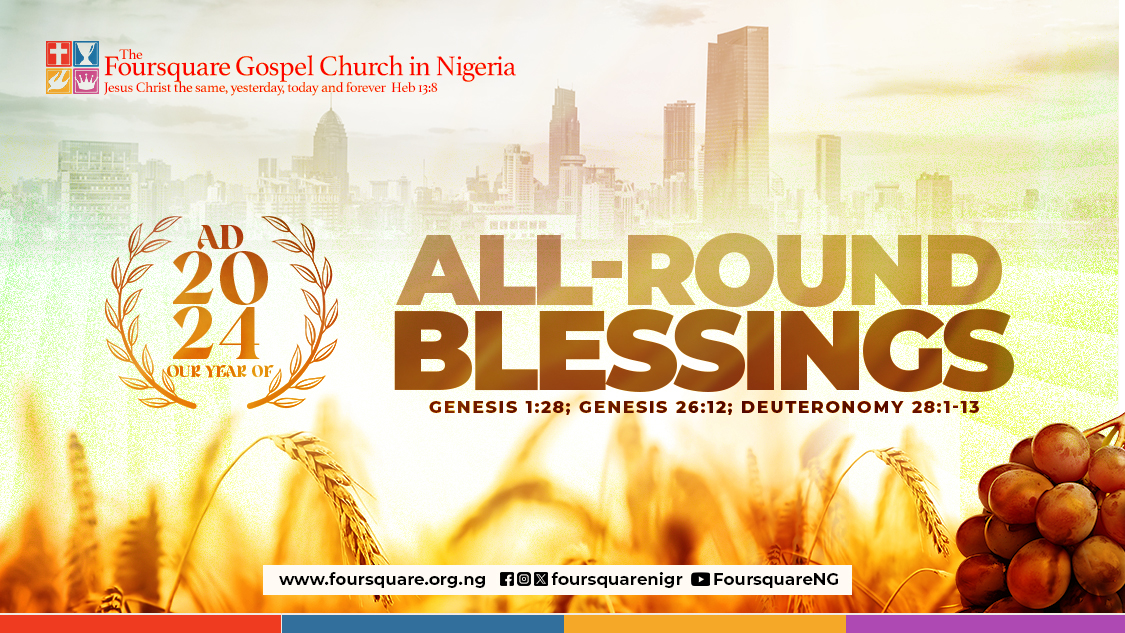 The
Foursquare Gospel Church in Nigeria
Jesus Christ the same, yesterday, today and forever Heb 13:8
AD
20
24
OUR YEAR OF
ALL-ROUND
BLESSINGS
GENESIS 1:28; GENESIS 26:12; DEUTERONOMY 28:1-13
www.foursquare.org.ng foursquarenigr FoursquareNG